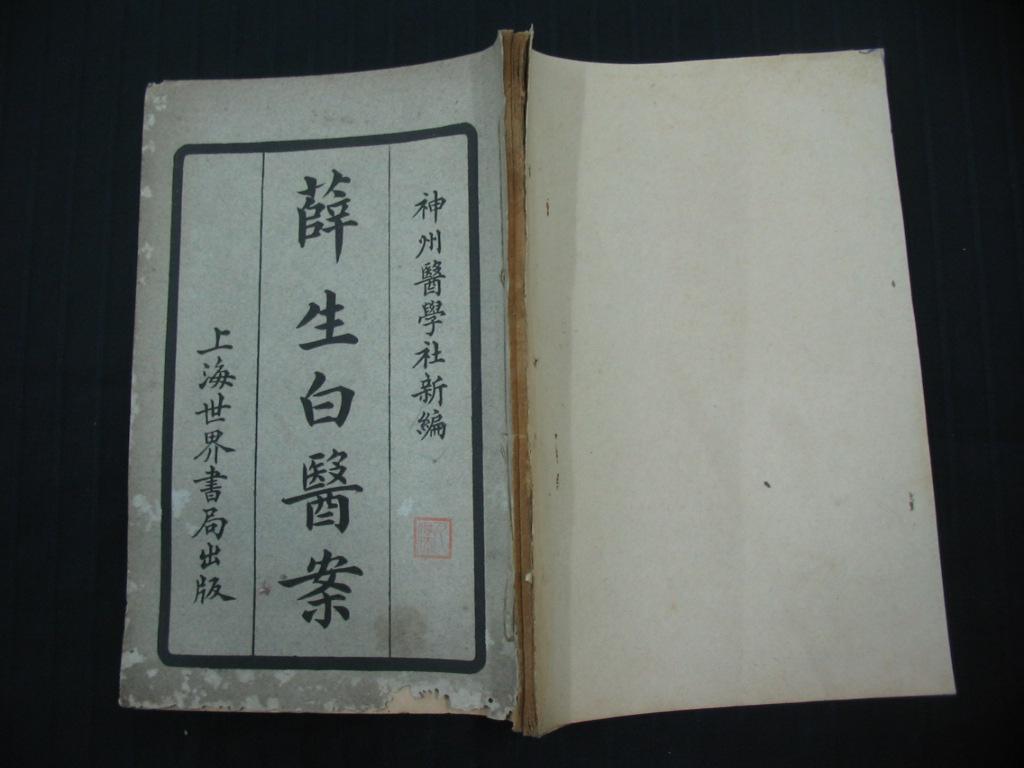 神州醫學社新編
薛生白醫案
上海世界書局出版